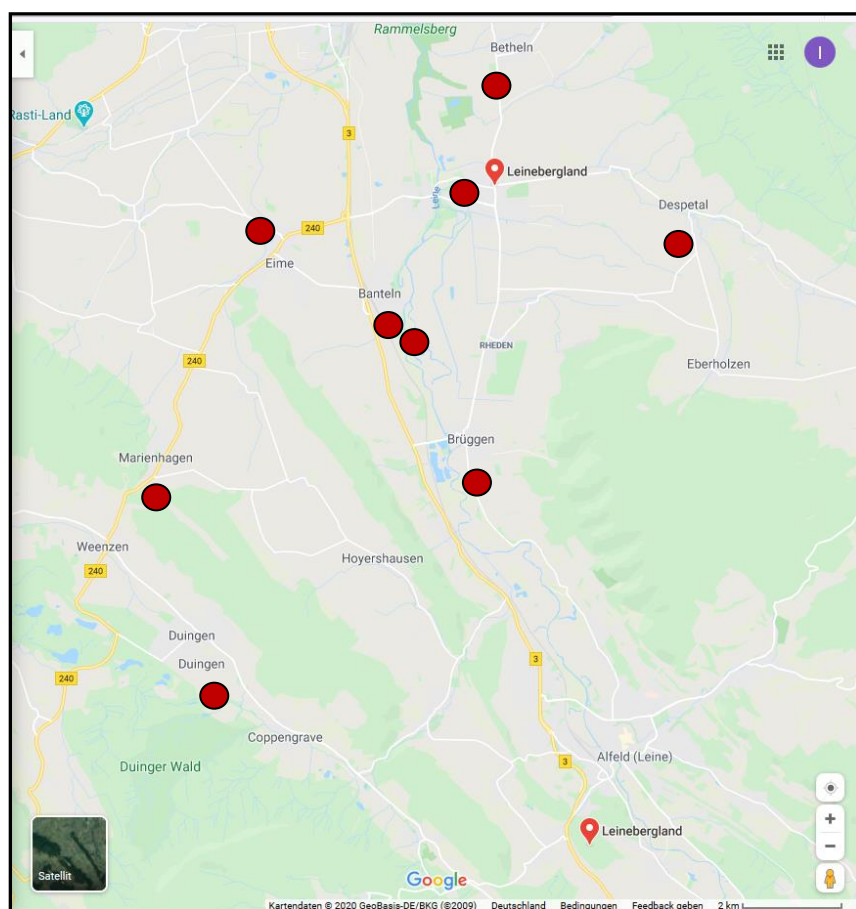 Rammelsberg
Betheln
I
Rasti-Land
3
Leinebergland
Leine
Despetal
240
Eime
Banteln
RHEDEN
240
Eberholzen
Brüggen
Marienhagen
Weenzen
Hoyershausen
240
Duingen
Duingen
3
240
Coppengrave
Alfeld (Leine)
Duinger Wald
3
Leinebergland
Satellit
Google
Kartendaten © 2020 GeoBasis-DE/BKG (©2009) Deutschland Bedingungen Feedback geben 2 km